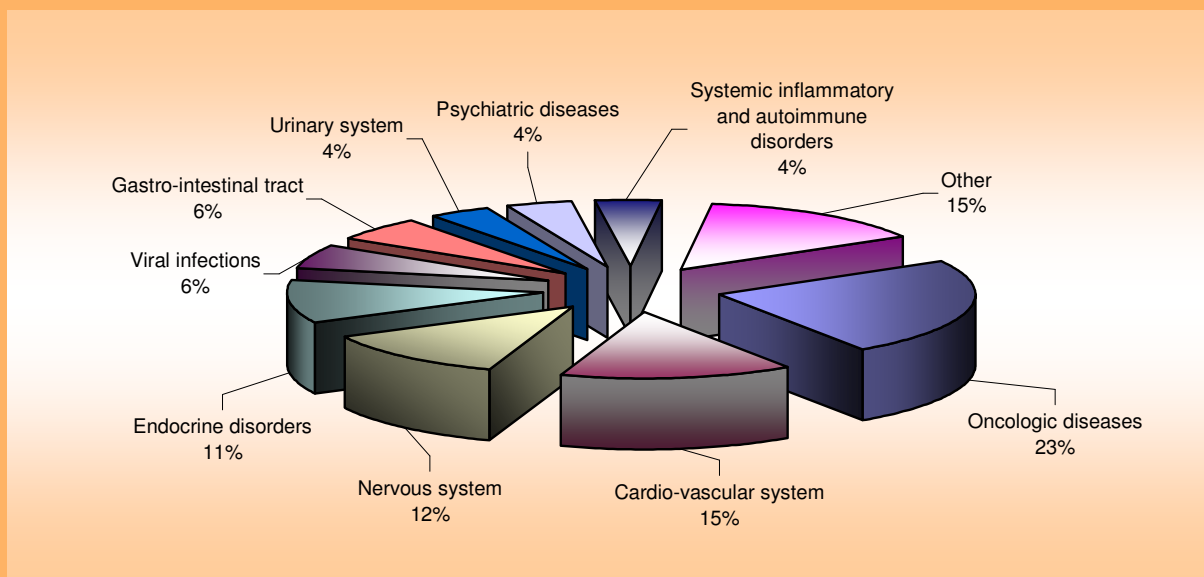 Systemic inflammatory
and autoimmune
disorders
4%
Psychiatric diseases
4%
Urinary system
4%
Gastro-intestinal tract
6%
Viral infections
6%
Other
15%
Endocrine disorders
11%
Nervous system
12%
Cardio-vascular system
15%
Oncologic diseases
23%